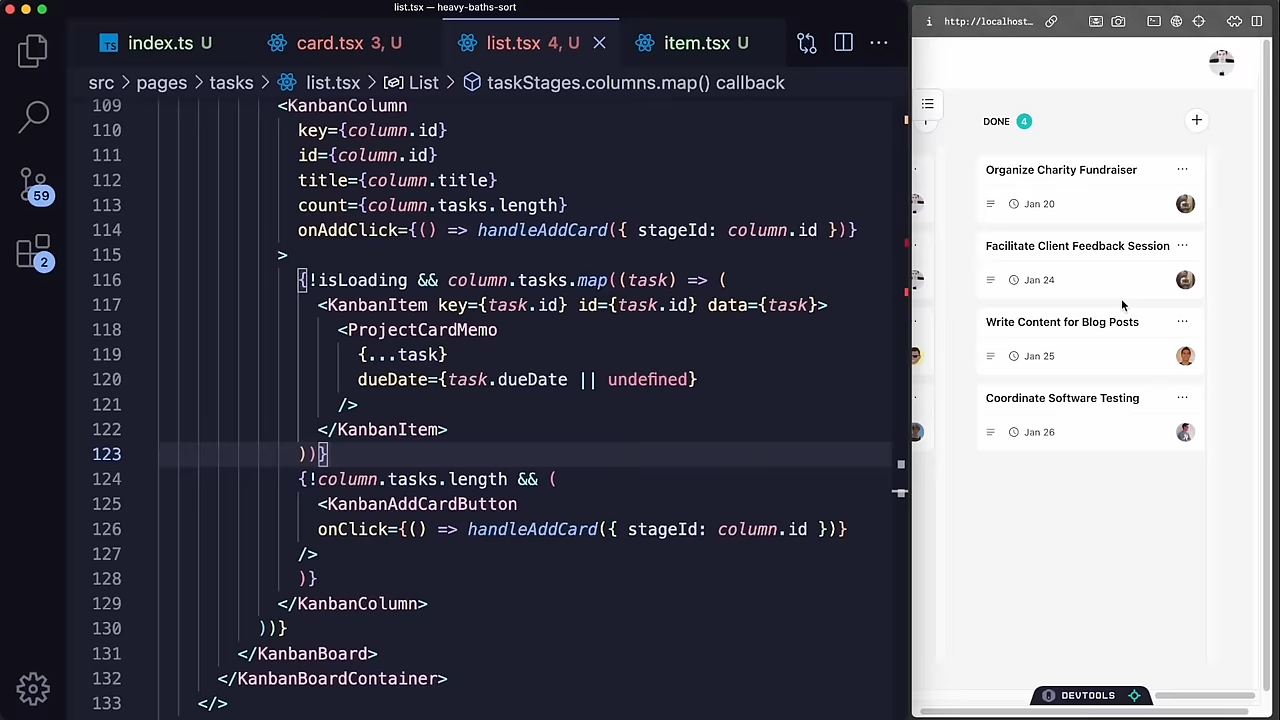 list.tsx — heavy-baths-sort
TS index.ts U
card.tsx 3, U
list.tsx 4, U
item.tsx U
src > pages > tasks > list.tsx > List > taskStages.columns.map() callback
109 <KanbanColumn
110 key={column.id}
111 id={column.id}
112 title={column.title}
113 count={column.tasks.length}
114 onAddClick={() => handleAddCard({ stageId: column.id })}
115 >
116 {!isLoading && column.tasks.map((task) => (
117 <KanbanItem key={task.id} id={task.id} data={task}>
118 <ProjectCardMemo
119 {...task}
120 dueDate={task.dueDate || undefined}
121 />
122 </KanbanItem>
123 ))}
124 {!column.tasks.length && (
125 <KanbanAddCardButton
126 onClick={() => handleAddCard({ stageId: column.id })}
127 />
128 )}
129 </KanbanColumn>
130 ))}
131 </KanbanBoard>
132 </KanbanBoardContainer>
133 </
59
2
http://localhost…
DONE 4
Organize Charity Fundraiser
Jan 20
Facilitate Client Feedback Session
Jan 24
Write Content for Blog Posts
Jan 25
Coordinate Software Testing
Jan 26
DEVTOOLS